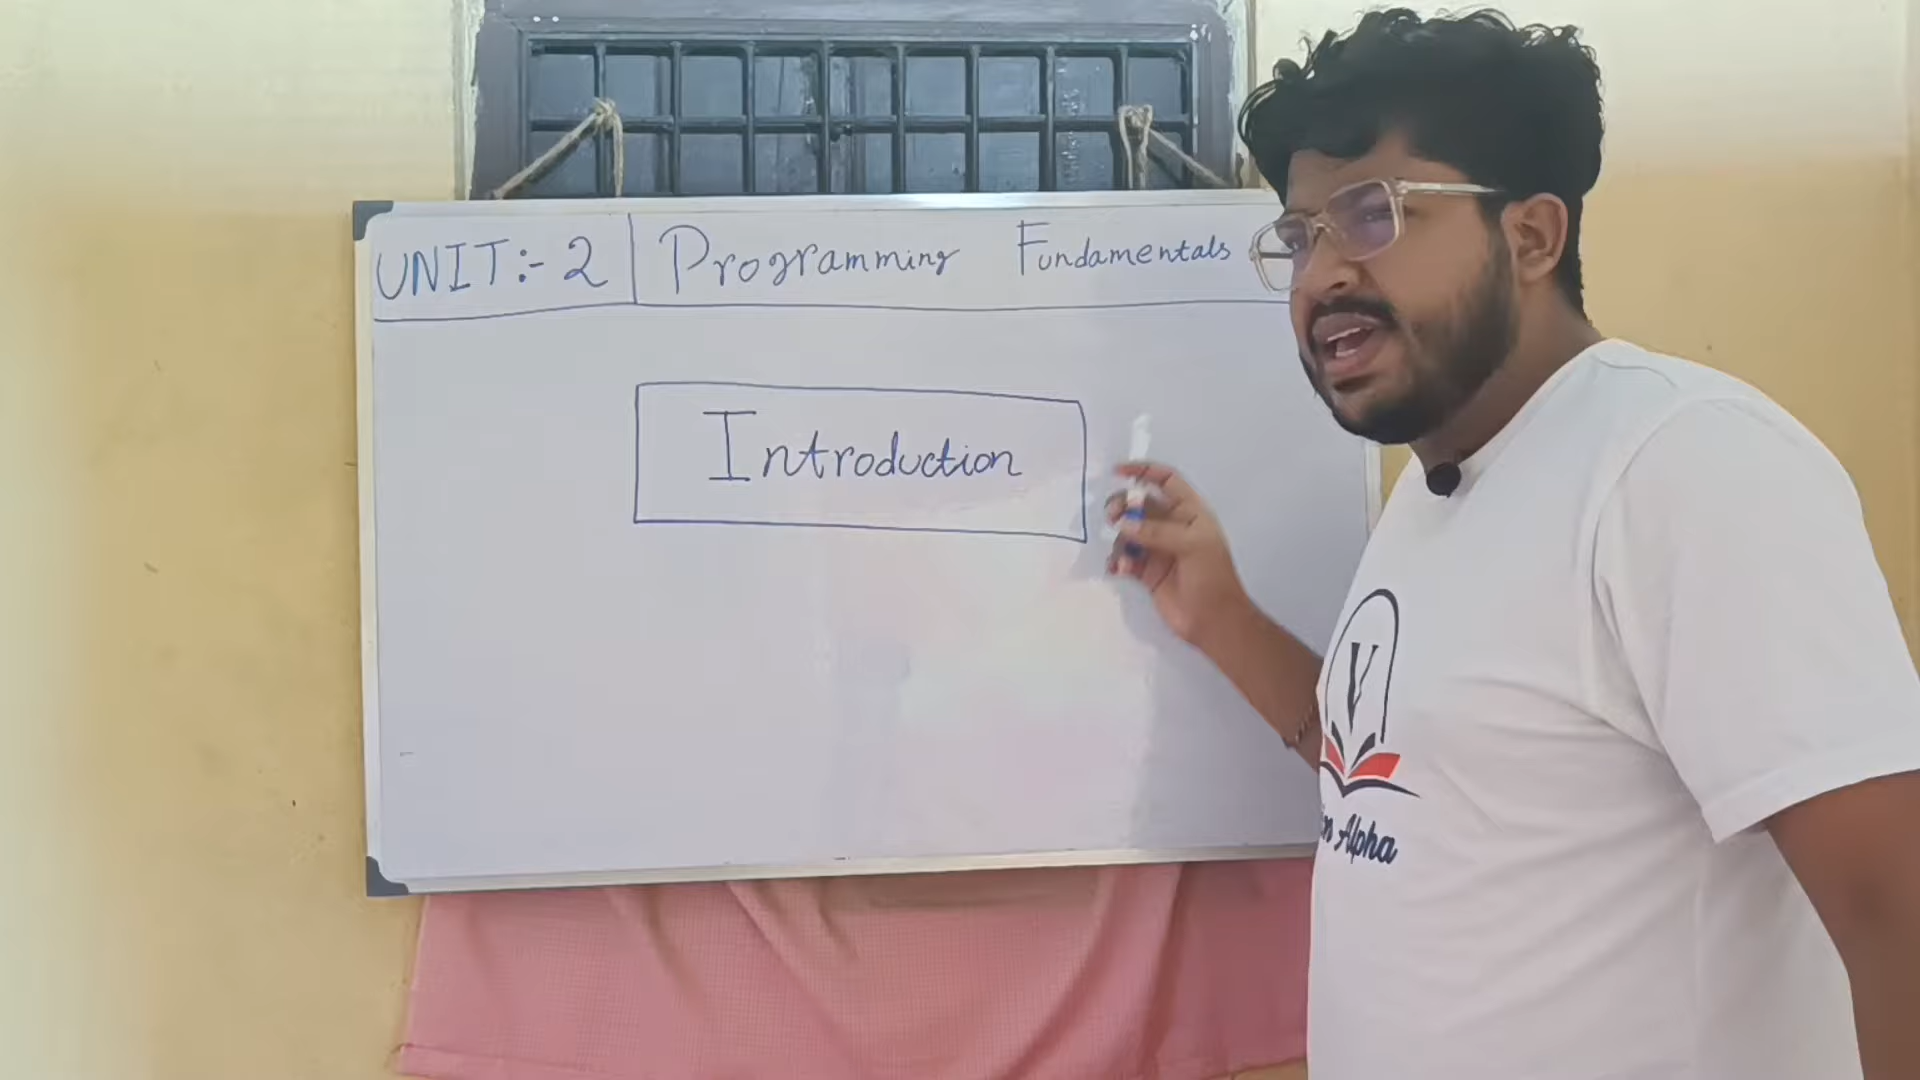 UNIT:- 2 | Programming Fundamentals
Introduction
V
Alpha